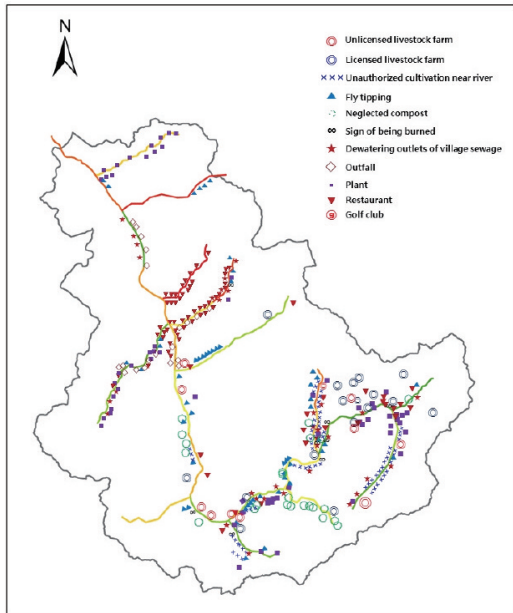 N
Unlicensed livestock farm
Licensed livestock farm
Unauthorized cultivation near river
Fly tipping
Neglected compost
Sign of being burned
Dewatering outlets of village sewage
Outfall
Plant
Restaurant
Golf club